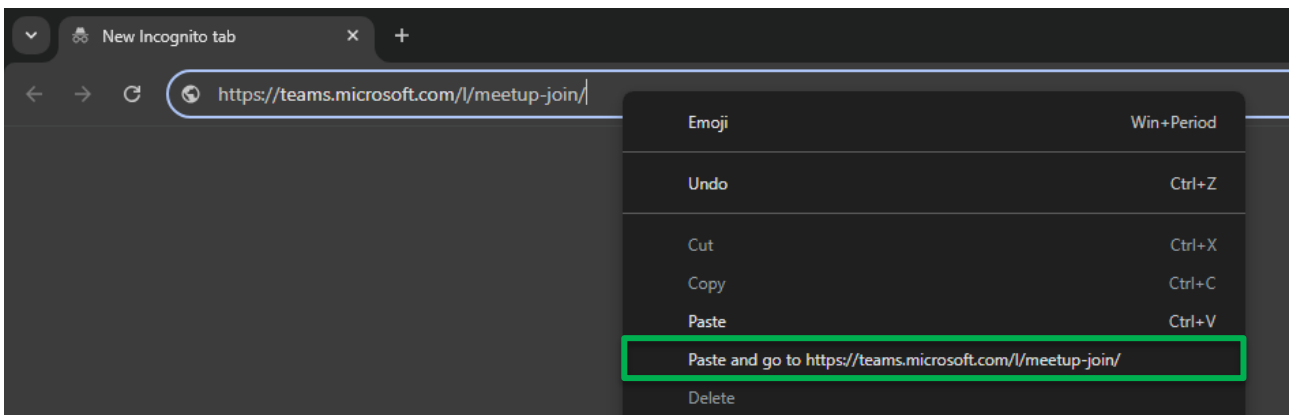 New Incognito tab
https://teams.microsoft.com/l/meetup-join/
Emoji Win+Period
Undo Ctrl+Z
Cut Ctrl+X
Copy Ctrl+C
Paste Ctrl+V
Paste and go to https://teams.microsoft.com/l/meetup-join/
Delete